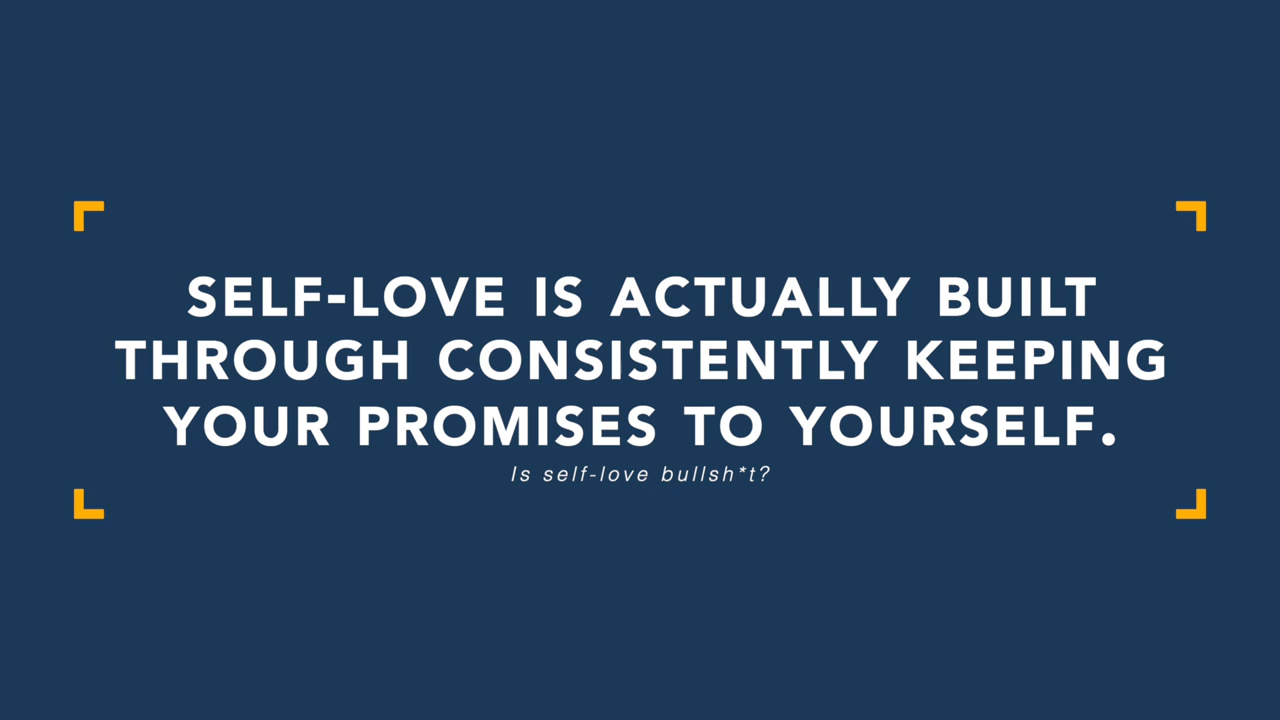 SELF-LOVE IS ACTUALLY BUILT
THROUGH CONSISTENTLY KEEPING
YOUR PROMISES TO YOURSELF.
Is self-love bullsh*t?